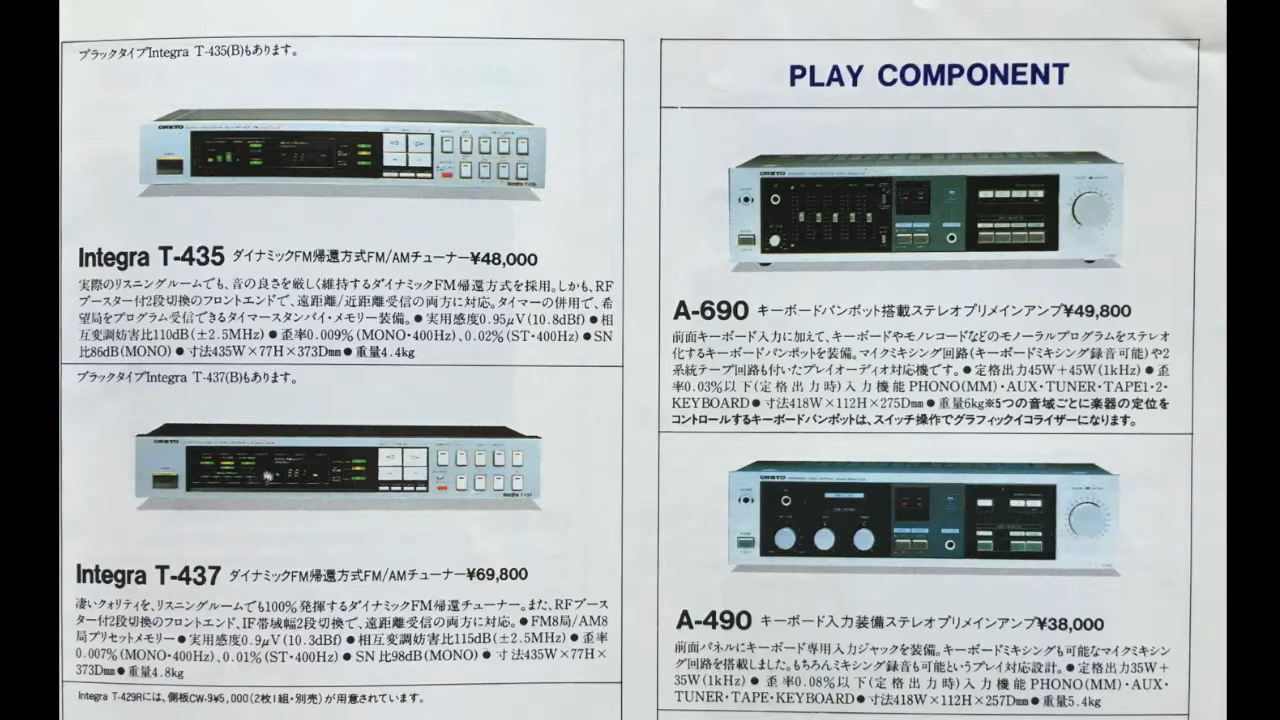 ブラックタイプIntegra T-435(B)もあります。
ONKYO
Integra T-435 ダイナミックFM帰還方式FM/AMチューナー¥48,000
実際のリスニングルームでも、音の良さを厳しく維持するダイナミックFM帰還方式を採用。しかも、RF
ブースター付2段切換のフロントエンドで、遠距離/近距離受信の両方に対応。タイマーの併用で、希
望局をプログラム受信できるタイマースタンバイ・メモリー装備。●実用感度0.95μV(10.8dBf)●相
互変調妨害比110dB(±2.5MHz)●歪率0.009%(MONO・400Hz)、0.02%(ST・400Hz)●SN
比86dB(MONO)●寸法435W×77H×373Dmm●重量4.4kg
ブラックタイプIntegra T-437(B)もあります。
ONKYO
Integra T-437
Integra T-437 ダイナミックFM帰還方式FM/AMチューナー¥69,800
凄いクォリティを、リスニングルームでも100%発揮するダイナミックFM帰還チューナー。また、RFブース
ター付2段切換のフロントエンド、IF帯域幅2段切換で、遠距離受信の両方に対応。●FM8局/AM8
局プリセットメモリー●実用感度0.9μV(10.3dBf)●相互変調妨害比115dB(±2.5MHz)●歪率
0.007%(MONO・400Hz)、0.01%(ST・400Hz)●SN比98dB(MONO)●寸法435W×77H×
373Dmm●重量4.8kg
Integra T-429Rには、側板CW-9¥5,000(2枚1組・別売)が用意されています。
PLAY COMPONENT
ONKYO
A-690 キーボードパンポット搭載ステレオプリメインアンプ¥49,800
前面キーボード入力に加えて、キーボードやモノレコードなどのモノーラルプログラムをステレオ
化するキーボードパンポットを装備。マイクミキシング回路(キーボードミキシング録音可能)や2
系統テープ回路も付いたプレイオーディオ対応機です。●定格出力45W+45W(1kHz)●歪
率0.03%以下(定格出力時)入力機能PHONO(MM)・AUX・TUNER・TAPE1・2・
KEYBOARD●寸法418W×112H×275Dmm●重量6kg※5つの音域ごとに楽器の定位を
コントロールするキーボードパンポットは、スイッチ操作でグラフィックイコライザーになります。
ONKYO
A-490 キーボード入力装備ステレオプリメインアンプ¥38,000
前面パネルにキーボード専用入力ジャックを装備。キーボードミキシングも可能なマイクミキシン
グ回路を搭載しました。もちろんミキシング録音も可能というプレイ対応設計。●定格出力35W+
35W(1kHz)●歪率0.08%以下(定格出力時)入力機能PHONO(MM)・AUX・
TUNER・TAPE・KEYBOARD●寸法418W×112H×257Dmm●重量5.4kg